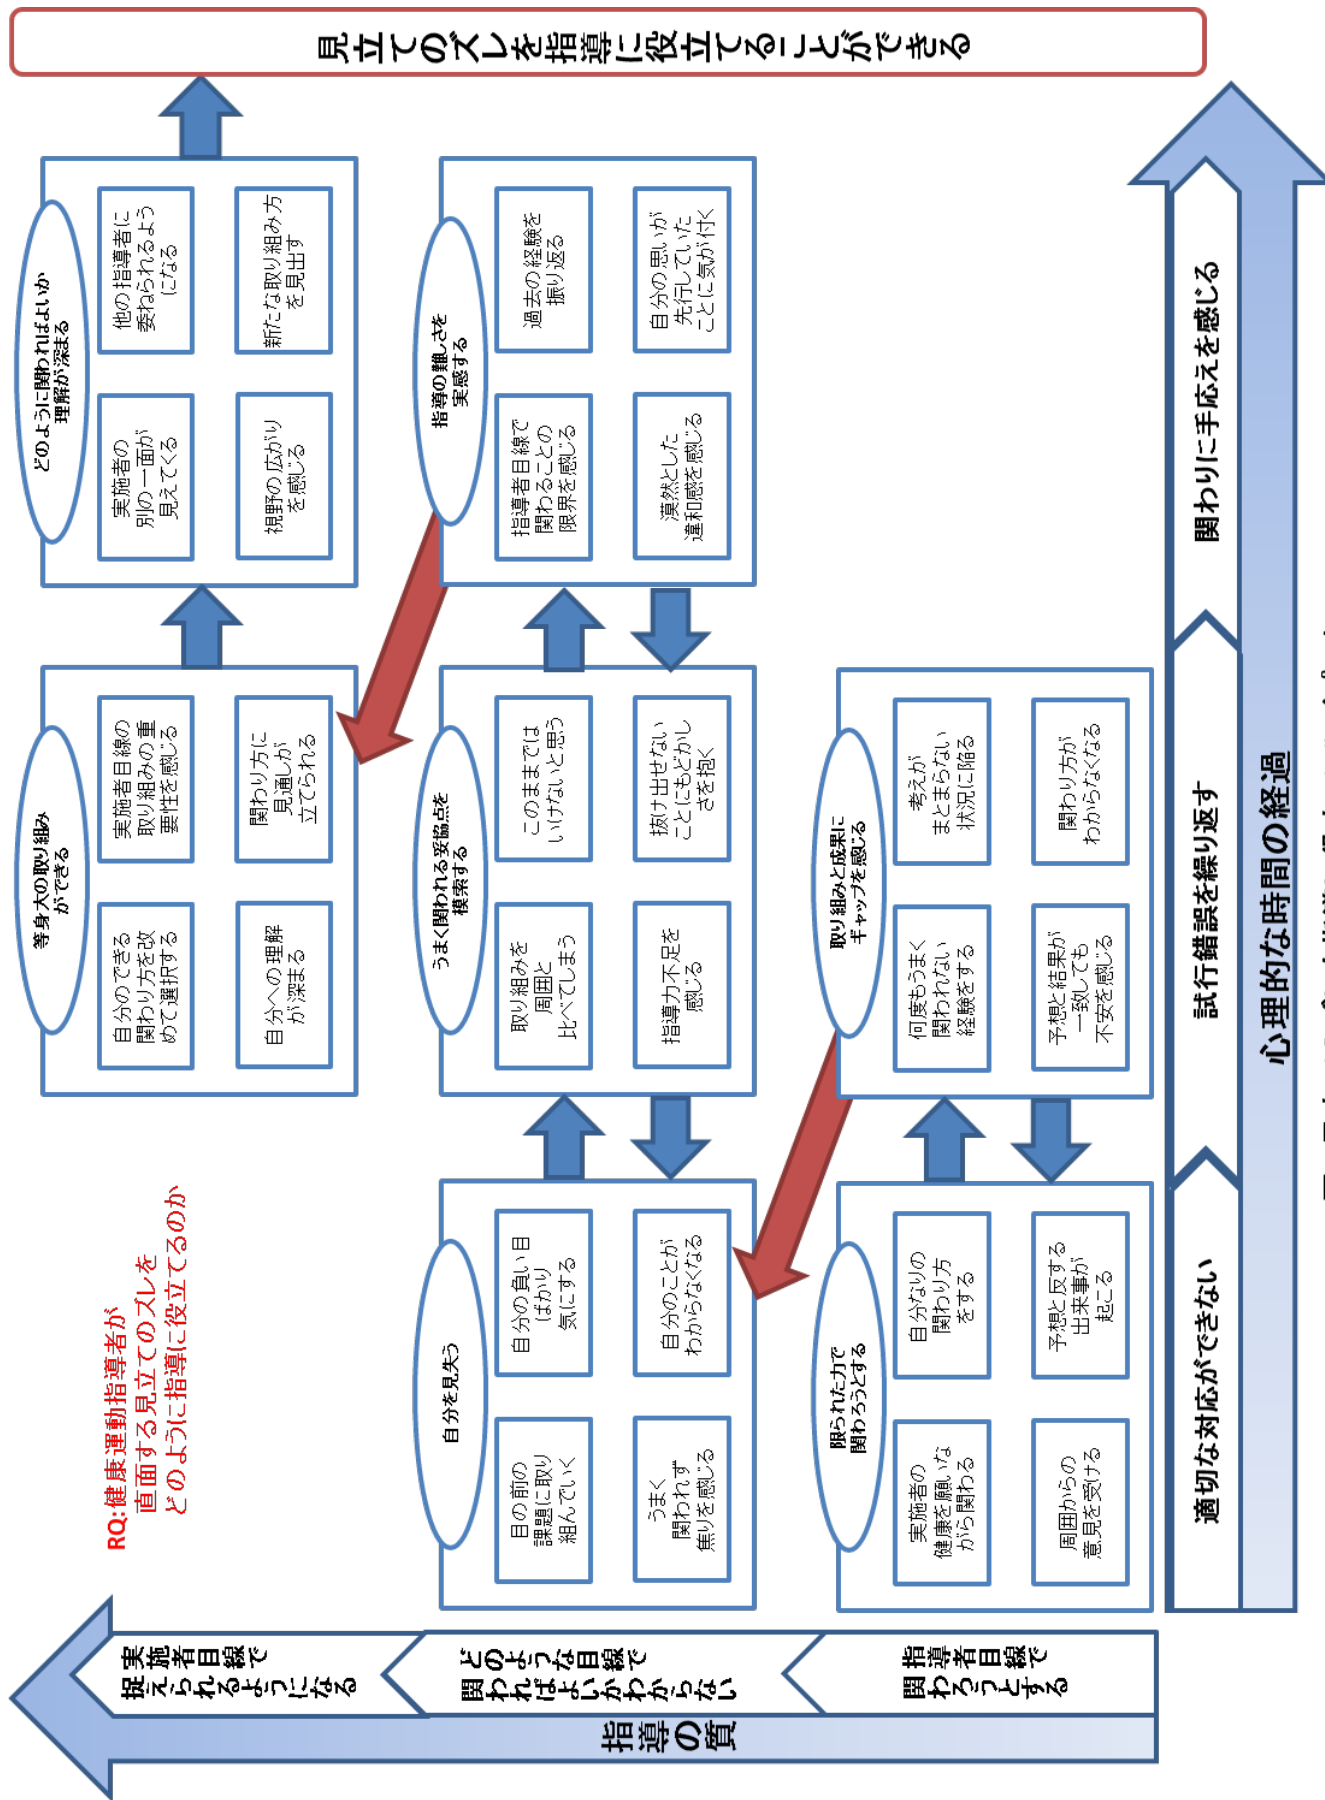 見立てのズレを指導に役立てることができる
RQ:健康運動指導者が
直面する見立てのズレを
どのように指導に役立てるのか
等身大の取り組み
ができる
自分のできる
関わり方を改
めて選択する
実施者目線の
取り組みの重
要性を感じる
自分への理解
が深まる
関わり方に
見通しが
立てられる
どのように関われればよいか
理解が深まる
実施者の
別の一面が
見えてくる
他の指導者に
委ねられるよう
になる
視野の広がり
を感じる
新たな取り組み方
を見出す
自分を見失う
目の前の
課題に取り
組んでいく
自分の負い目
ばかり
気にする
うまく
関われず
焦りを感じる
自分のことが
わからなくなる
うまく関われる妥協点を
模索する
取り組みを
周囲と
比べてしまう
このままでは
いけないと思う
指導力不足を
感じる
抜け出せない
ことにもどかし
さを抱く
指導の難しさを
実感する
指導者目線で
関わることの
限界を感じる
過去の経験を
振り返る
漠然とした
違和感を感じる
自分の思いが
先行していた
ことに気が付く
限られた力で
関わろうとする
実施者の
健康を願いな
がら関わる
自分なりの
関わり方
をする
周囲からの
意見を受ける
予想と反する
出来事が
起こる
取り組みと成果に
ギャップを感じる
何度もうまく
関われない
経験をする
考えが
まとまらない
状況に陥る
予想と結果が
一致しても
不安を感じる
関わり方が
わからなくなる
指導の質
実施者目線で
捉えられるようになる
どのような目線で
関わればよいかわからない
指導者目線で
関わろうとする
適切な対応ができない
試行錯誤を繰り返す
関わりに手応えを感じる
心理的な時間の経過